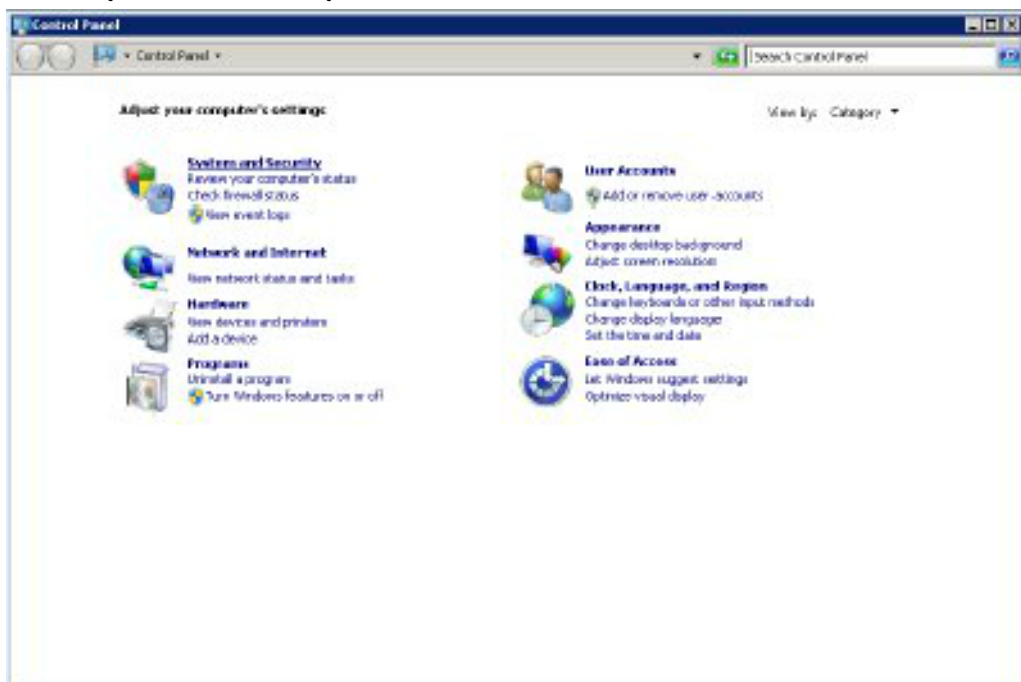 Control Panel
Control Panel
Search Control Panel
Adjust your computer's settings
View by: Category
System and Security
Review your computer's status
Check firewall status
View event logs
Network and Internet
View network status and tasks
Hardware
View devices and printers
Add a device
Programs
Uninstall a program
Turn Windows features on or off
User Accounts
Add or remove user accounts
Appearance
Change desktop background
Adjust screen resolution
Clock, Language, and Region
Change keyboards or other input methods
Change display language
Set the time and date
Ease of Access
Let Windows suggest settings
Optimize visual display